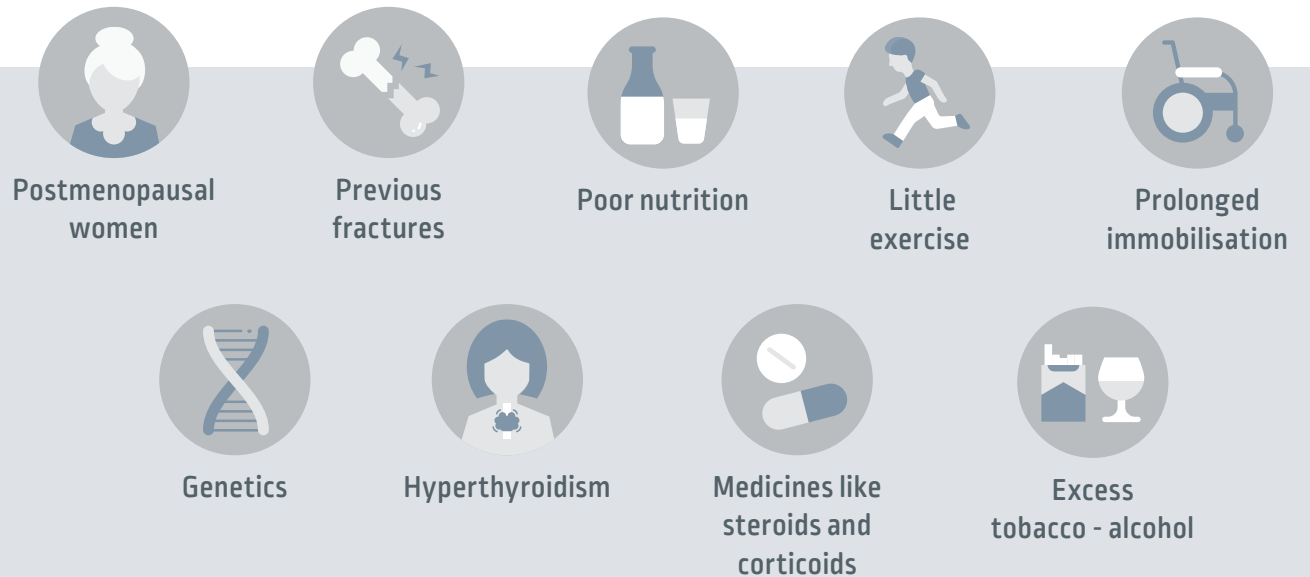 Postmenopausal
women
Previous
fractures
Poor nutrition
Little
exercise
Prolonged
immobilisation
Genetics
Hyperthyroidism
Medicines like
steroids and
corticoids
Excess
tobacco - alcohol